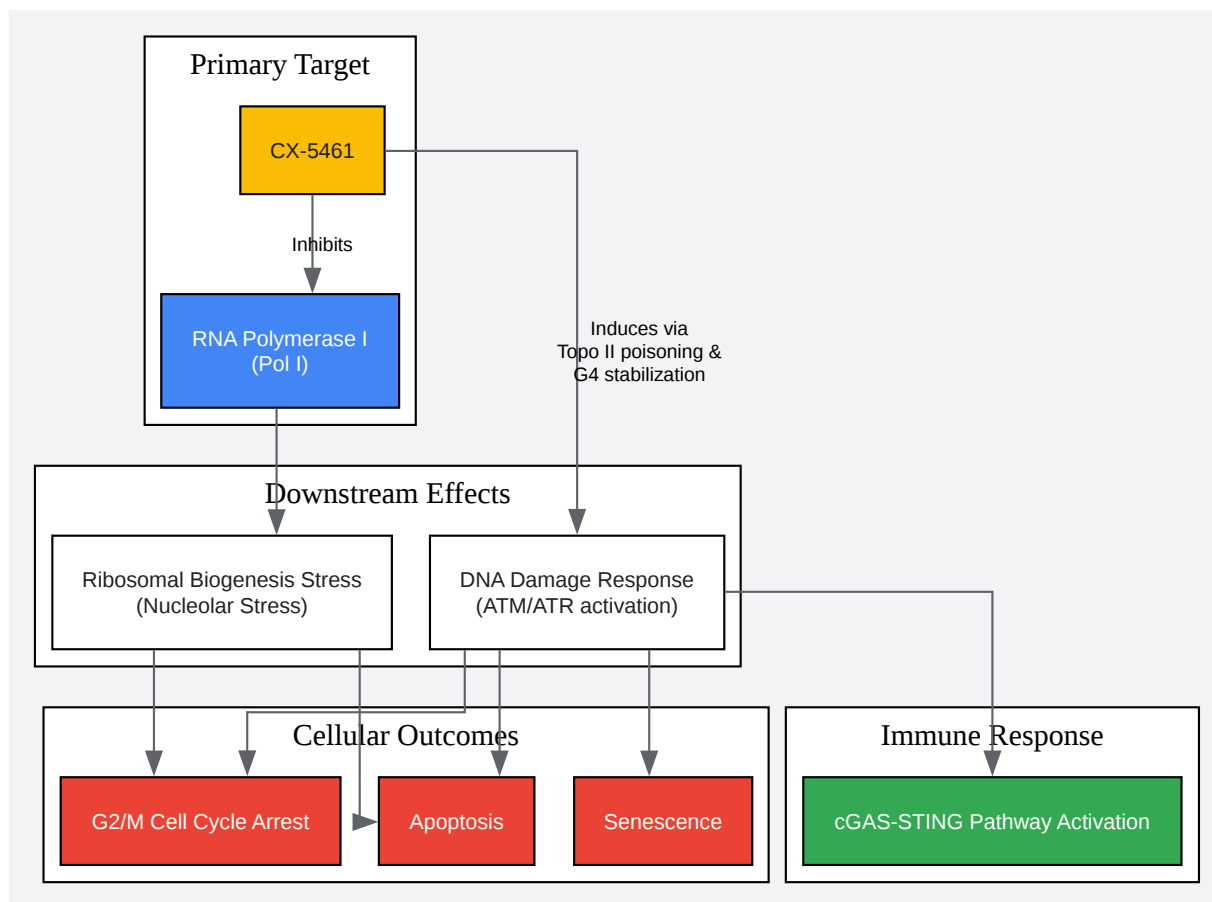 Primary Target
CX-5461
Inhibits
RNA Polymerase I
(Pol I)
Induces via
Topo II poisoning &
G4 stabilization
Downstream Effects
Ribosomal Biogenesis Stress
(Nucleolar Stress)
DNA Damage Response
(ATM/ATR activation)
Cellular Outcomes
G2/M Cell Cycle Arrest
Apoptosis
Senescence
Immune Response
cGAS-STING Pathway Activation